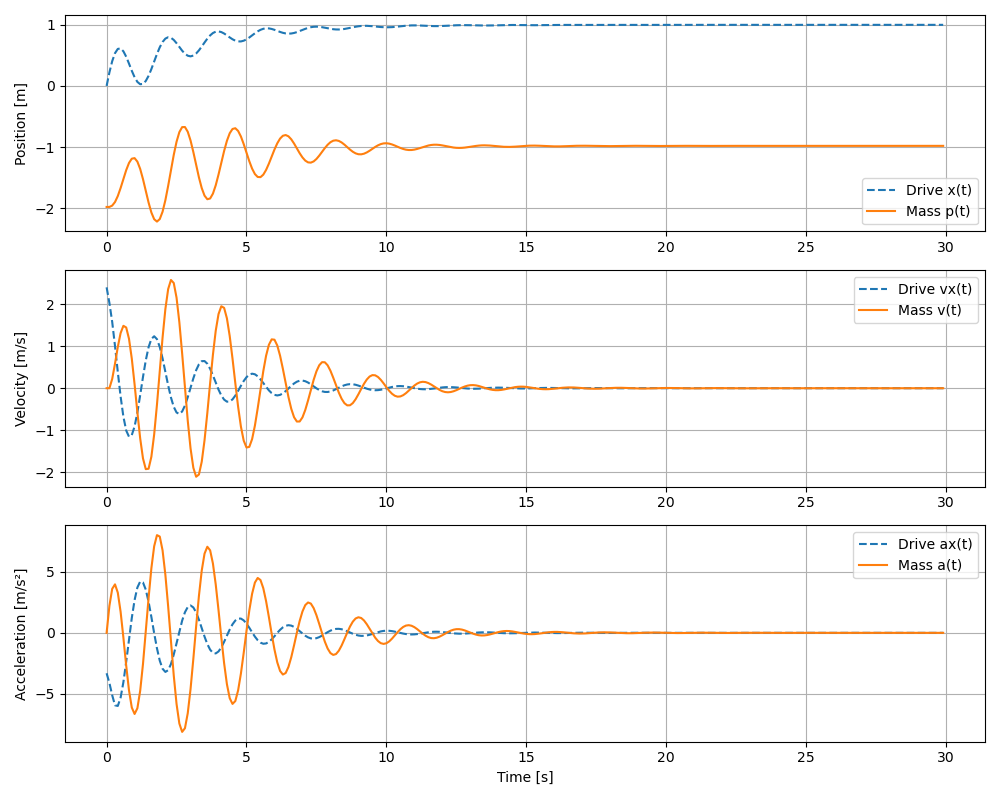 1
0
−1
−2
Position [m]
Drive x(t)
Mass p(t)
0 5 10 15 20 25 30
2
1
0
−1
−2
Velocity [m/s]
Drive vx(t)
Mass v(t)
0 5 10 15 20 25 30
5
0
−5
Acceleration [m/s²]
Drive ax(t)
Mass a(t)
0 5 10 15 20 25 30
Time [s]